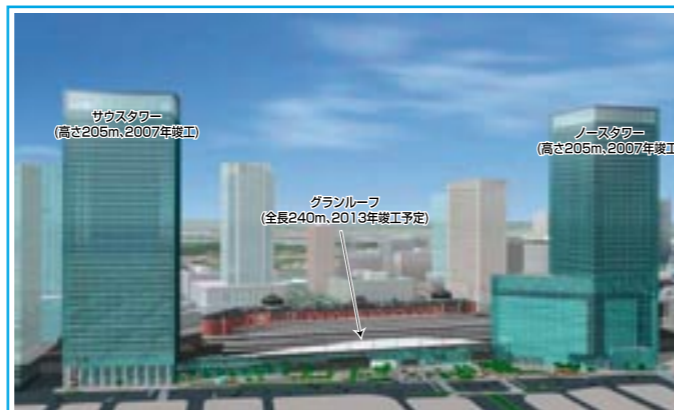 サウスタワー
(高さ205m、2007年竣工)
ノースタワー
(高さ205m、2007年竣工
グランルーフ
(全長240m、2013年竣工予定)